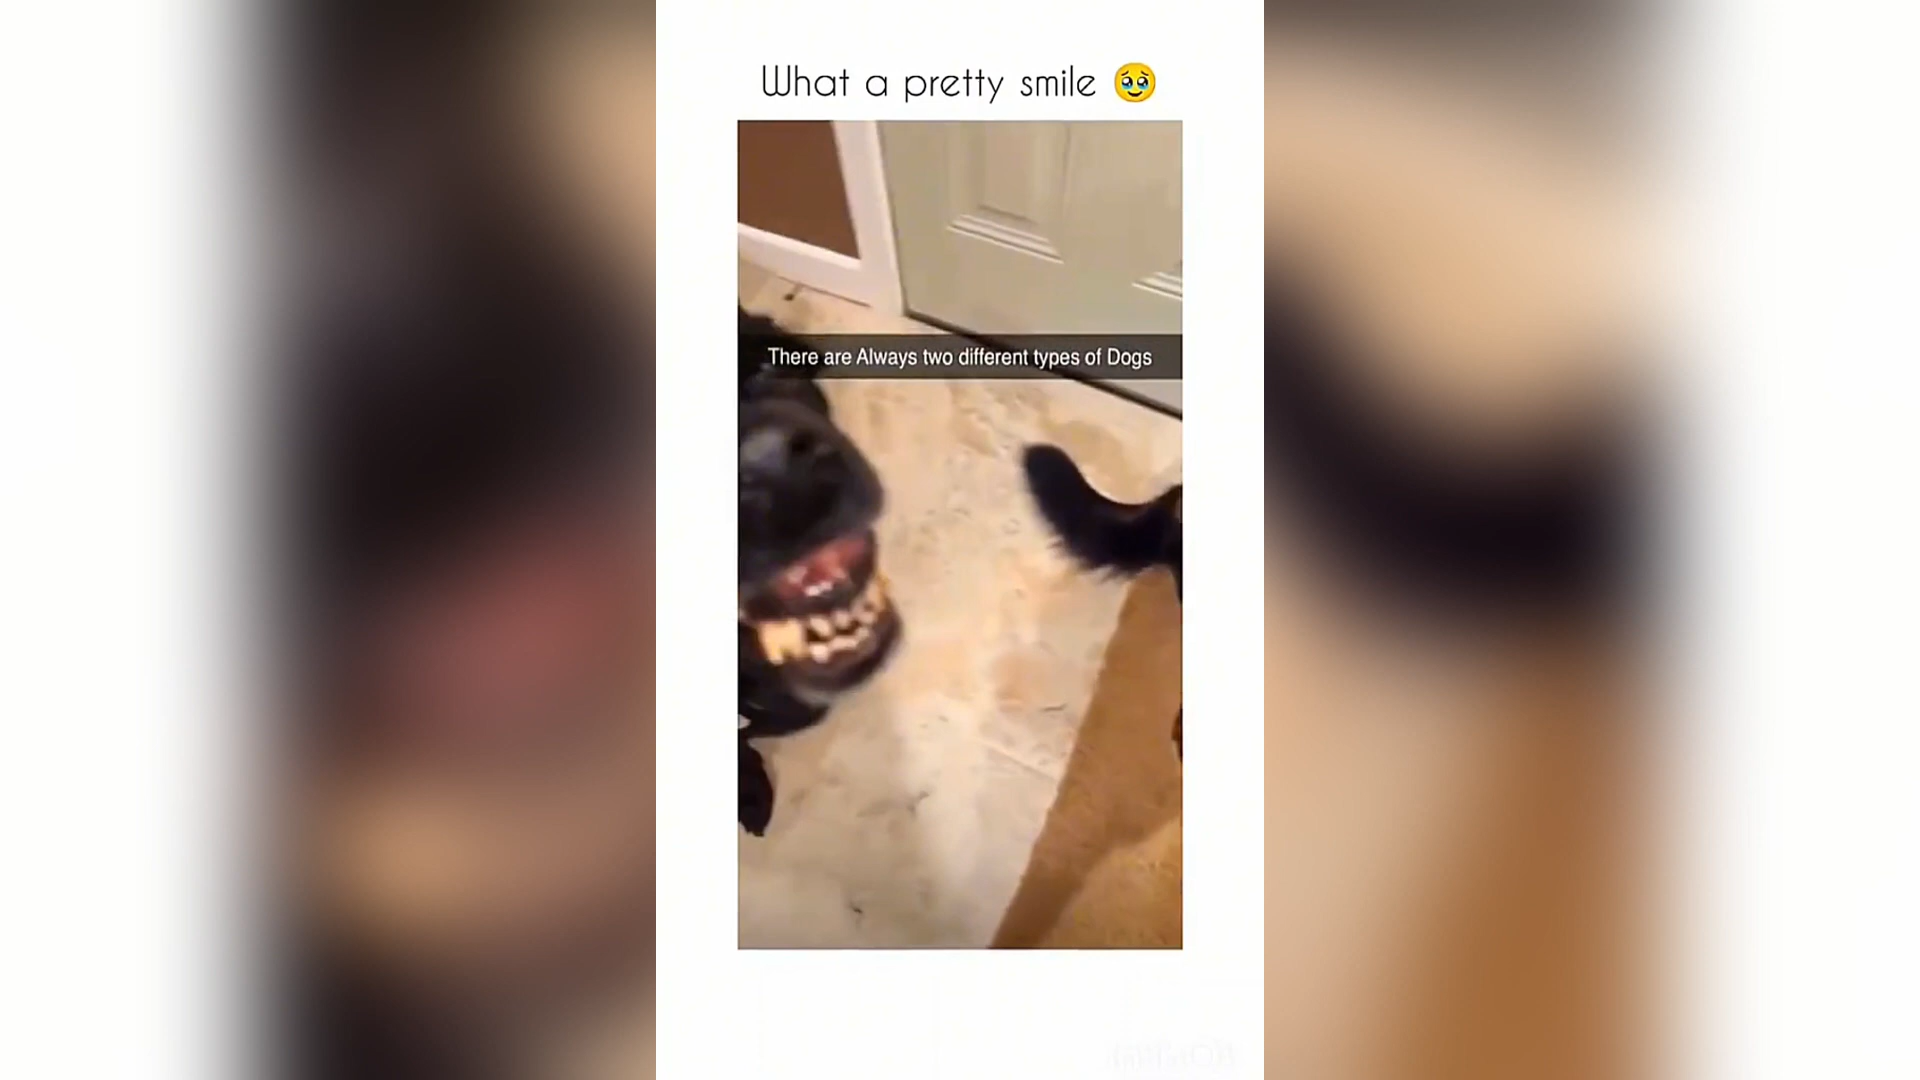 What a pretty smile 🥹
There are Always two different types of Dogs